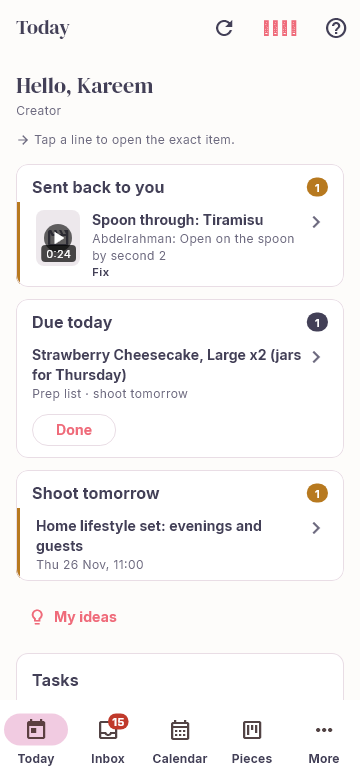 Today
Hello, Kareem
Creator
→ Tap a line to open the exact item.
Sent back to you
1
Spoon through: Tiramisu
Abdelrahman: Open on the spoon
by second 2
Fix
0:24
Due today
1
Strawberry Cheesecake, Large x2 (jars
for Thursday)
Prep list · shoot tomorrow
Done
Shoot tomorrow
1
Home lifestyle set: evenings and
guests
Thu 26 Nov, 11:00
My ideas
Tasks
15
Today
Inbox
Calendar
Pieces
More